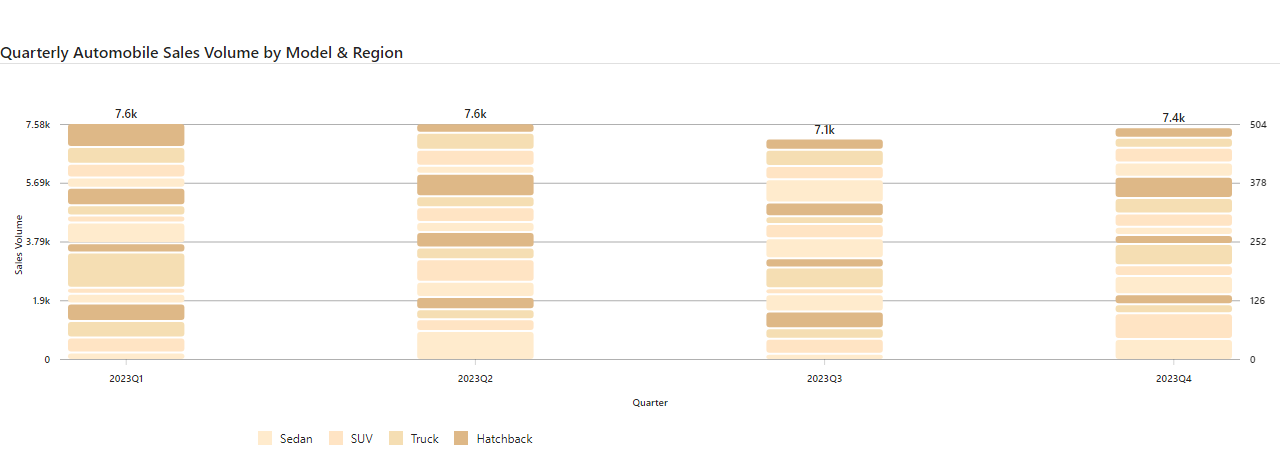 Quarterly Automobile Sales Volume by Model & Region
7.6k 7.6k 7.1k 7.4k
7.58k 504
5.69k 378
3.79k 252
1.9k 126
0 0
Sales Volume
2023Q1 2023Q2 2023Q3 2023Q4
Quarter
Sedan SUV Truck Hatchback